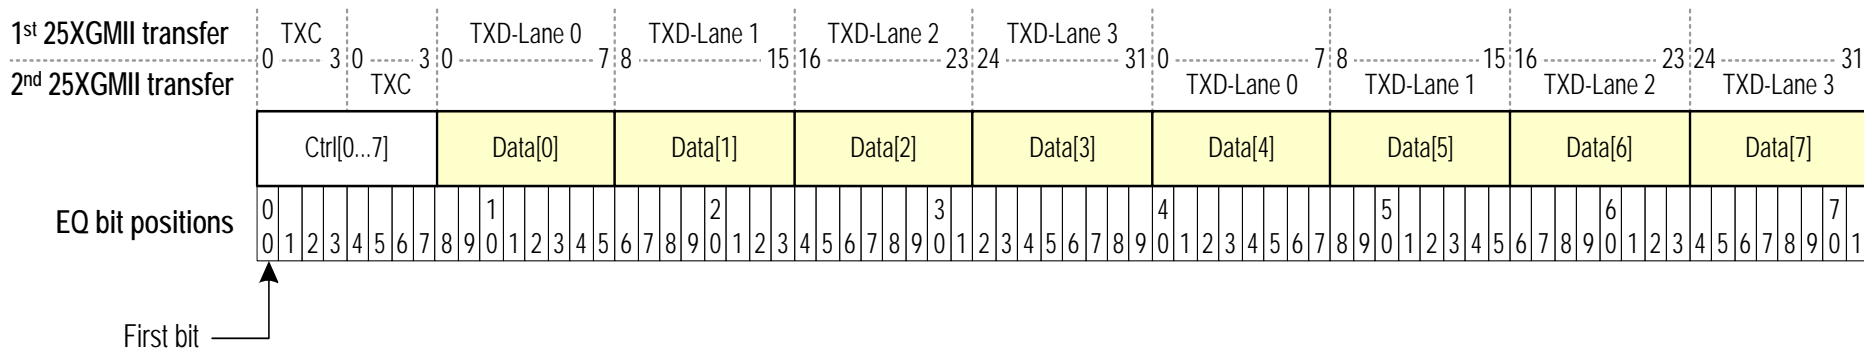 1st 25XGMII transfer TXC TXD-Lane 0 TXD-Lane 1 TXD-Lane 2 TXD-Lane 3
0 3 0 3 0 7 8 15 16 23 24 31 0 7 8 15 16 23 24 31
2nd 25XGMII transfer TXC TXD-Lane 0 TXD-Lane 1 TXD-Lane 2 TXD-Lane 3
Ctrl[0...7] Data[0] Data[1] Data[2] Data[3] Data[4] Data[5] Data[6] Data[7]
0 1 2 3 4 5 6 7
EQ bit positions
0 1 2 3 4 5 6 7 8 9 0 1 2 3 4 5 6 7 8 9 0 1 2 3 4 5 6 7 8 9 0 1 2 3 4 5 6 7 8 9 0 1 2 3 4 5 6 7 8 9 0 1 2 3 4 5 6 7 8 9 0 1 2 3 4 5 6 7 8 9 0 1
First bit